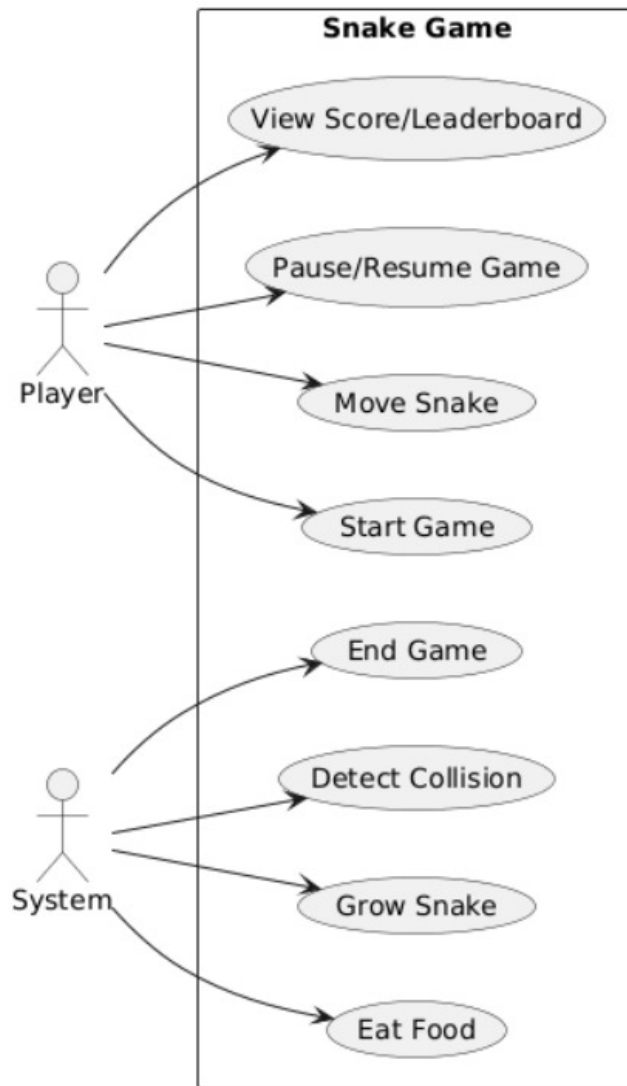 Snake Game
View Score/Leaderboard
Pause/Resume Game
Move Snake
Player
Start Game
End Game
Detect Collision
Grow Snake
System
Eat Food